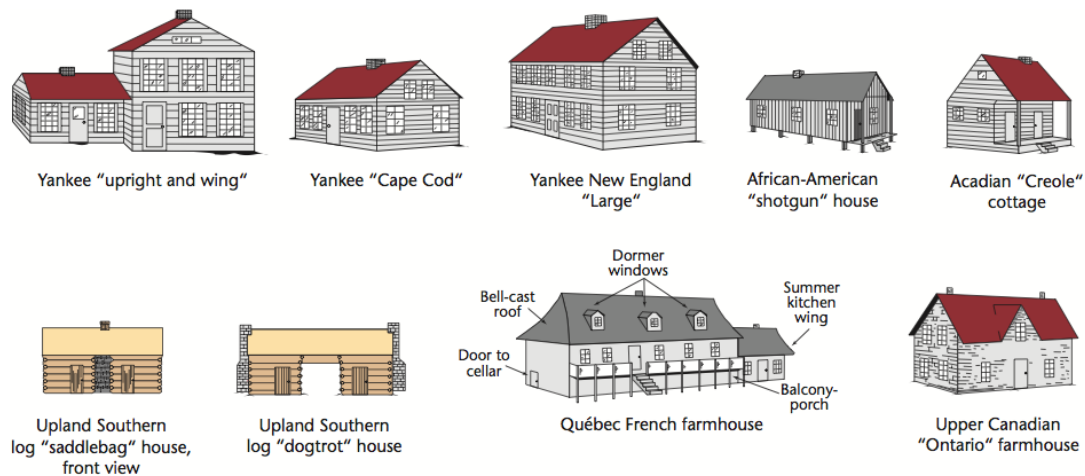 Yankee “upright and wing“
Yankee “Cape Cod“
Yankee New England
“Large“
African-American
“shotgun“ house
Acadian “Creole“
cottage
Upland Southern
log “saddlebag“ house,
front view
Upland Southern
log “dogtrot“ house
Dormer
windows
Bell-cast
roof
Summer
kitchen
wing
Door to
cellar
Balcony-
porch
Québec French farmhouse
Upper Canadian
“Ontario“ farmhouse